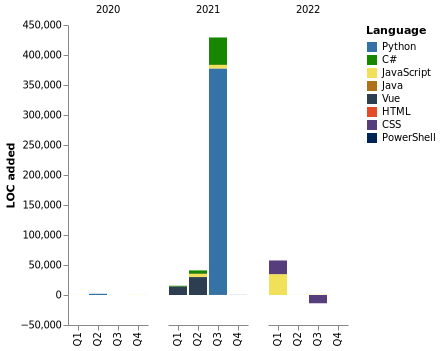 2020 2021 2022
450,000
400,000
350,000
300,000
250,000
200,000
150,000
100,000
50,000
0
−50,000
LOC added
Q1 Q2 Q3 Q4 Q1 Q2 Q3 Q4 Q1 Q2 Q3 Q4
Language
Python
C#
JavaScript
Java
Vue
HTML
CSS
PowerShell